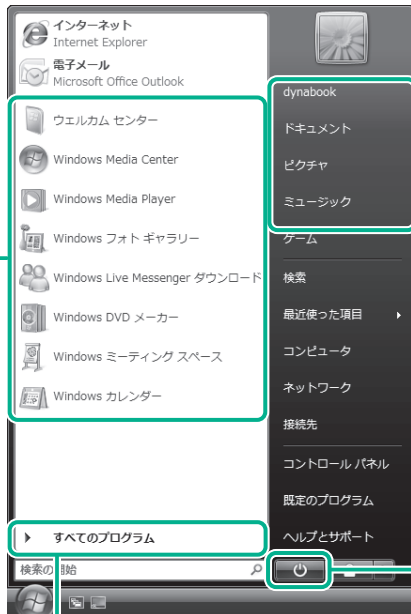 インターネット
Internet Explorer
電子メール
Microsoft Office Outlook
ウェルカム センター
Windows Media Center
Windows Media Player
Windows フォト ギャラリー
Windows Live Messenger ダウンロード
Windows DVD メーカー
Windows ミーティング スペース
Windows カレンダー
すべてのプログラム
検索の開始
dynabook
ドキュメント
ピクチャ
ミュージック
ゲーム
検索
最近使った項目
コンピュータ
ネットワーク
接続先
コントロール パネル
既定のプログラム
ヘルプとサポート